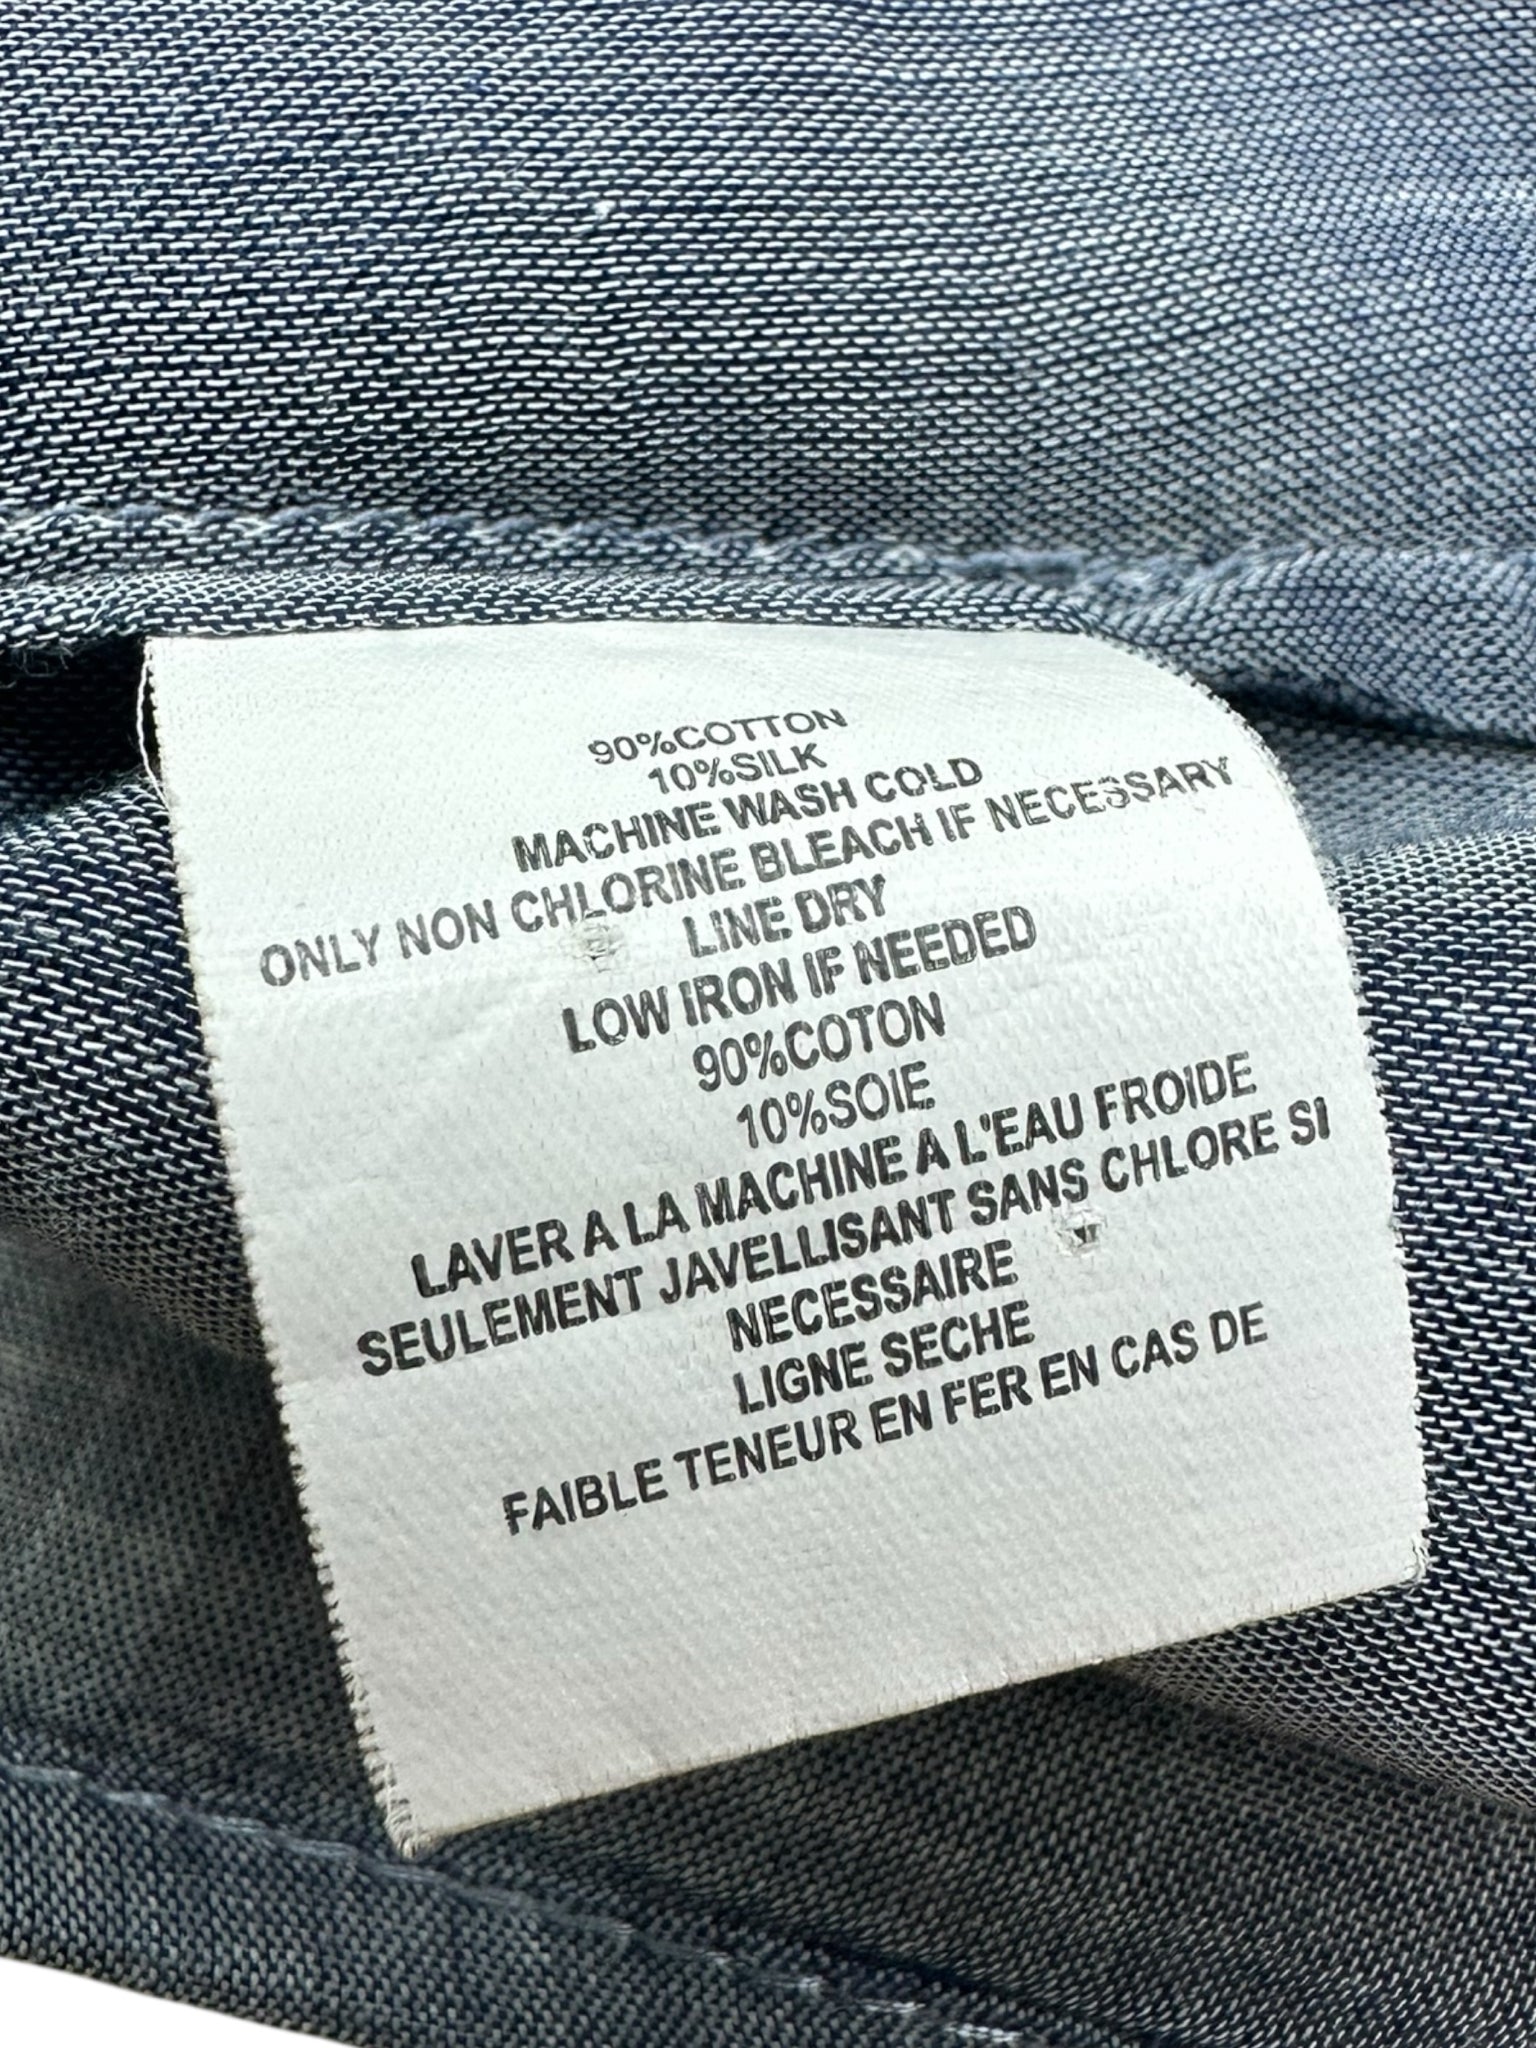 90%COTTON
10%SILK
MACHINE WASH COLD
ONLY NON CHLORINE BLEACH IF NECESSARY
LINE DRY
LOW IRON IF NEEDED
90%COTON
10%SOIE
LAVER A LA MACHINE A L'EAU FROIDE
SEULEMENT JAVELLISANT SANS CHLORE SI
NECESSAIRE
LIGNE SECHE
FAIBLE TENEUR EN FER EN CAS DE